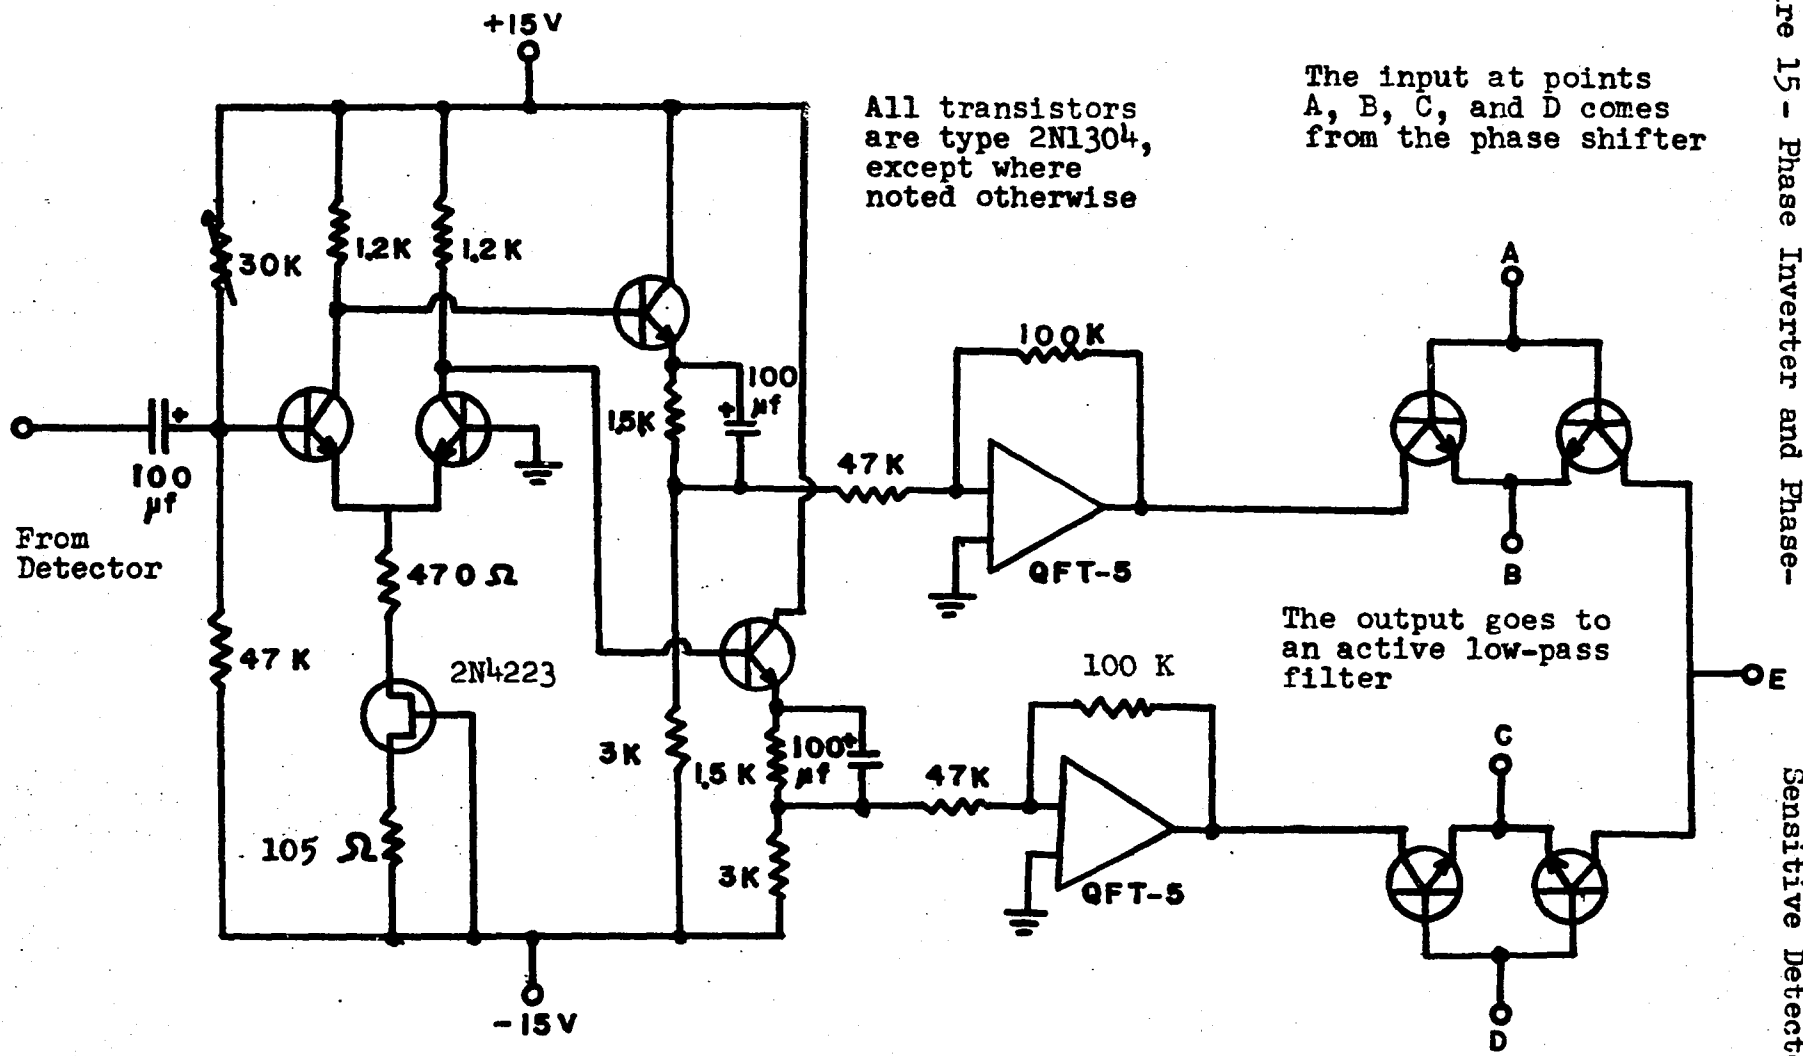 +15V
All transistors
are type 2N1304,
except where
noted otherwise
The input at points
A, B, C, and D comes
from the phase shifter
30K
1.2K
1.2K
A
100K
100
µf
1.5K
47K
100
µf
From
Detector
470Ω
QFT-5
B
The output goes to
an active low-pass
filter
47K
2N4223
100 K
E
3K
1.5K
100
µf
47K
C
105 Ω
3K
QFT-5
-15V
D
15- Phase Inverter and Phase-
Sensitive